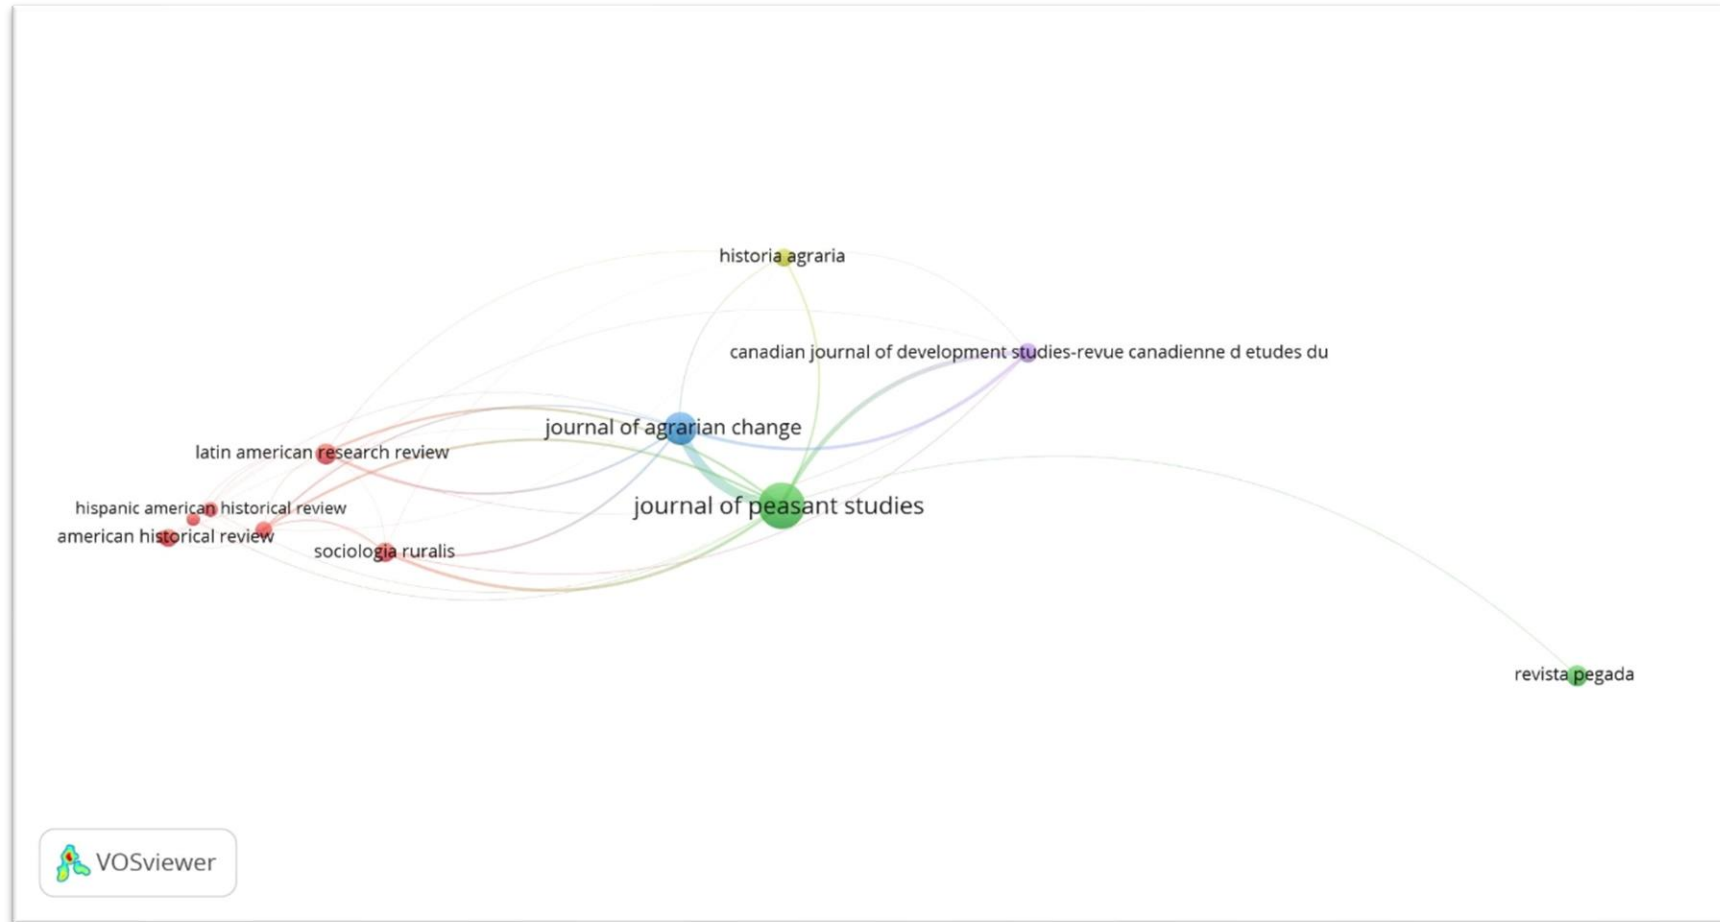 historia agraria
canadian journal of development studies-revue canadienne d etudes du
journal of agrarian change
latin american research review
journal of peasant studies
hispanic american historical review
american historical review
sociologia ruralis
revista pegada
VOSviewer